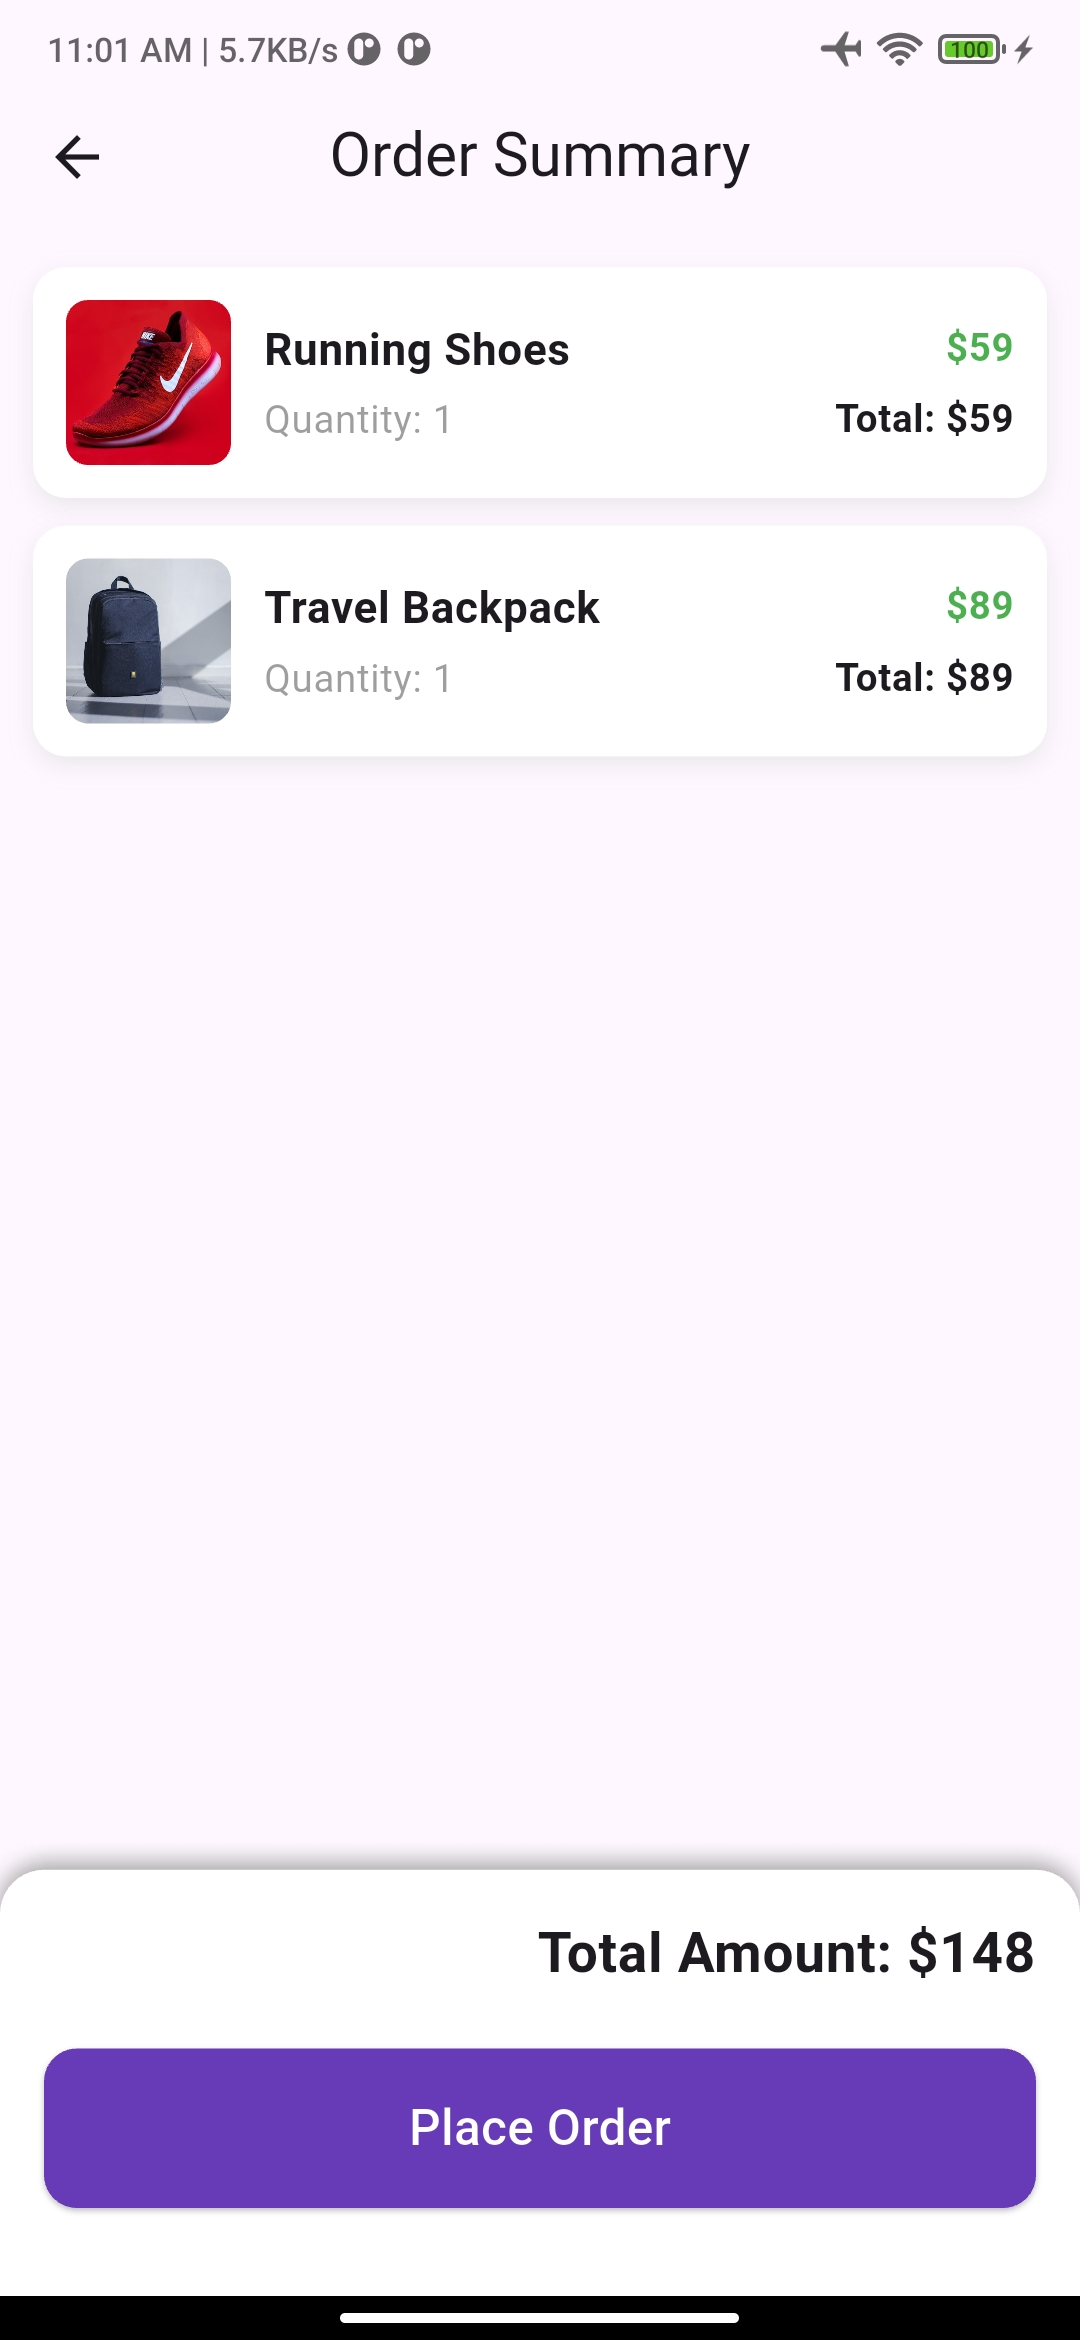 11:01 AM | 5.7KB/s
100
Order Summary
NIKE
Running Shoes
$59
Quantity: 1
Total: $59
Travel Backpack
$89
Quantity: 1
Total: $89
Total Amount: $148
Place Order